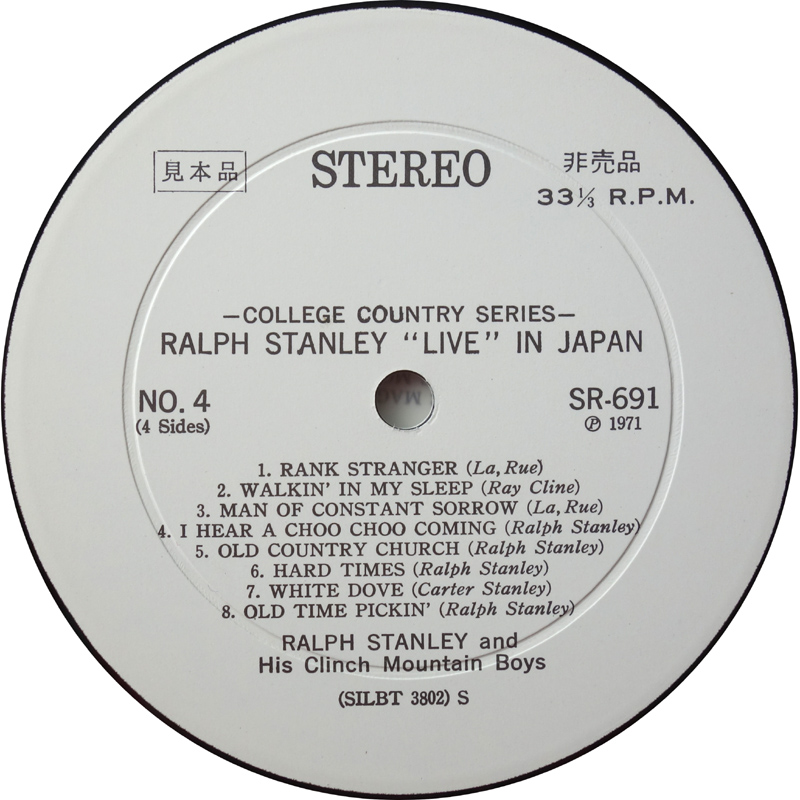 見本品
STEREO
非売品
33⅓ R.P.M.
—COLLEGE COUNTRY SERIES—
RALPH STANLEY “LIVE” IN JAPAN
NO. 4
(4 Sides)
SR-691
Ⓟ 1971
1. RANK STRANGER (La, Rue)
2. WALKIN’ IN MY SLEEP (Ray Cline)
3. MAN OF CONSTANT SORROW (La, Rue)
4. I HEAR A CHOO CHOO COMING (Ralph Stanley)
5. OLD COUNTRY CHURCH (Ralph Stanley)
6. HARD TIMES (Ralph Stanley)
7. WHITE DOVE (Carter Stanley)
8. OLD TIME PICKIN’ (Ralph Stanley)
RALPH STANLEY and
His Clinch Mountain Boys
(SILBT 3802) S